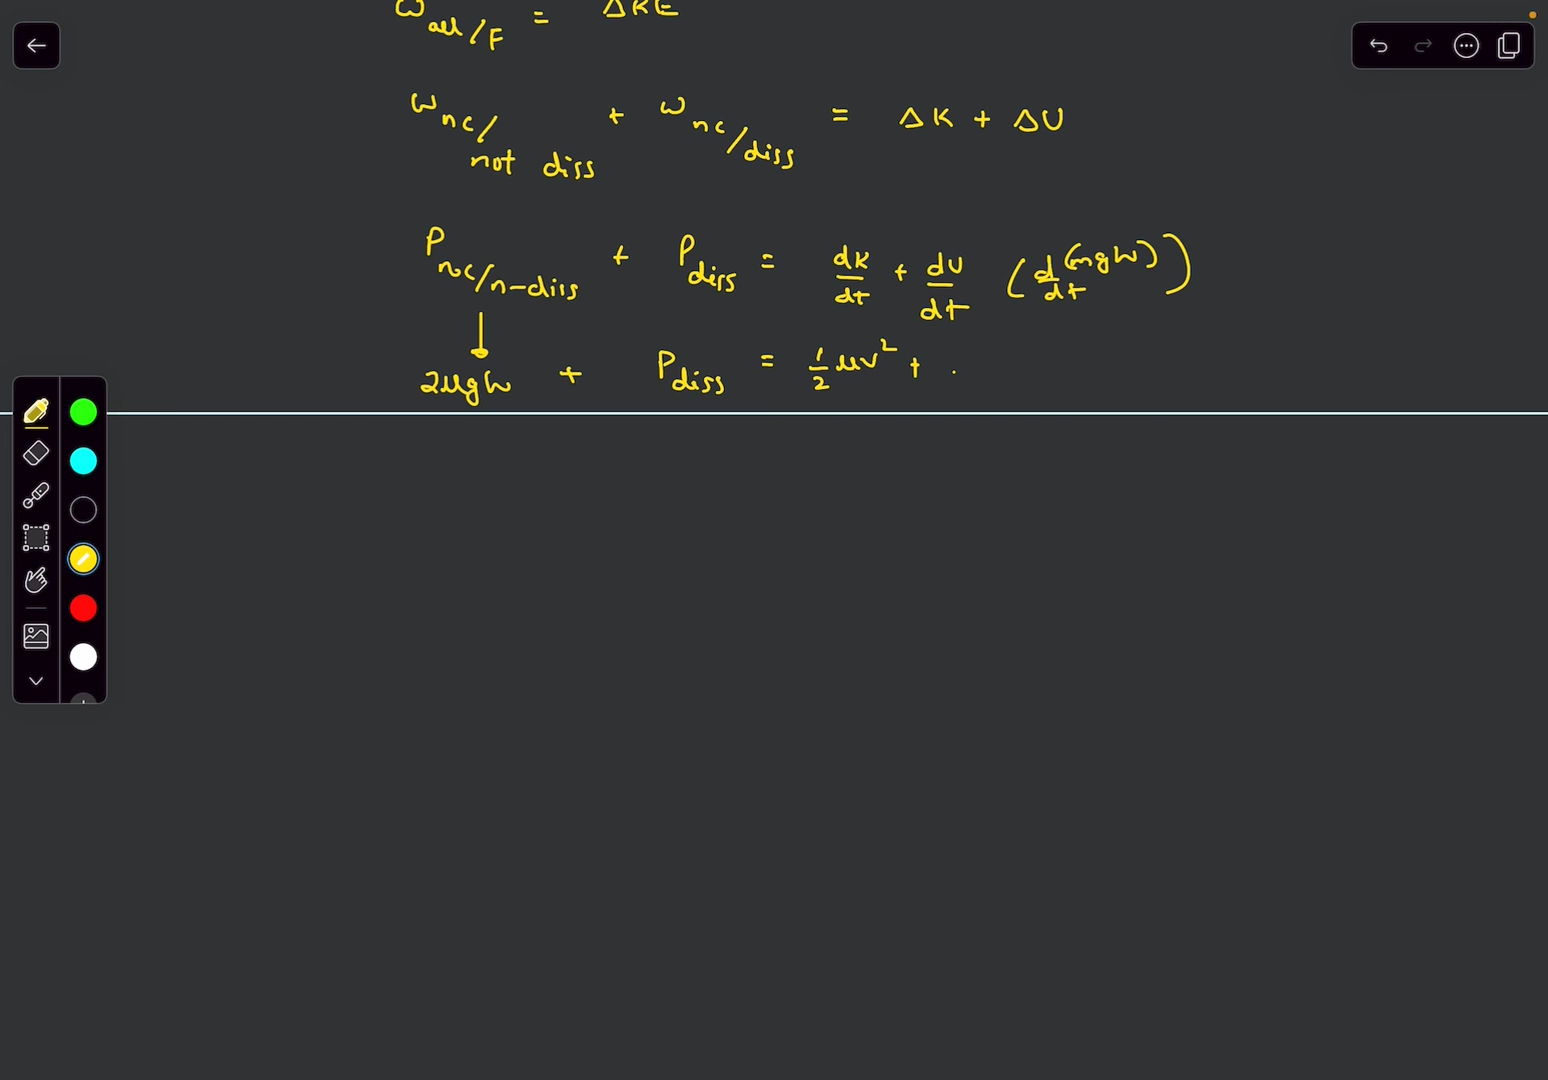 W all/F = ΔKE
W nc/not diss + W nc/diss = ΔK + ΔU
P nc/n-diss + P diss = dK/dt + dU/dt (d/dt (mgh))
2μgh + P diss = 1/2 μv² + .